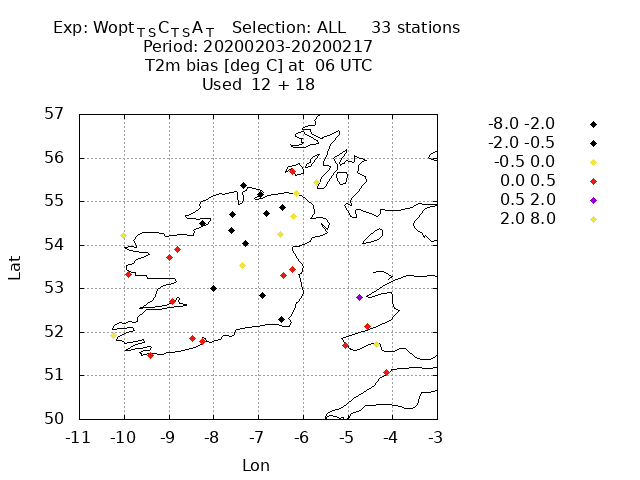 Exp: Wopt_TS C_TS A_T   Selection: ALL     33 stations
Period: 20200203-20200217
T2m bias [deg C] at  06 UTC
Used  12 + 18
-8.0 -2.0
-2.0 -0.5
-0.5 0.0
0.0 0.5
0.5 2.0
2.0 8.0
57
56
55
54
53
52
51
50
Lat
-11 -10 -9 -8 -7 -6 -5 -4 -3
Lon